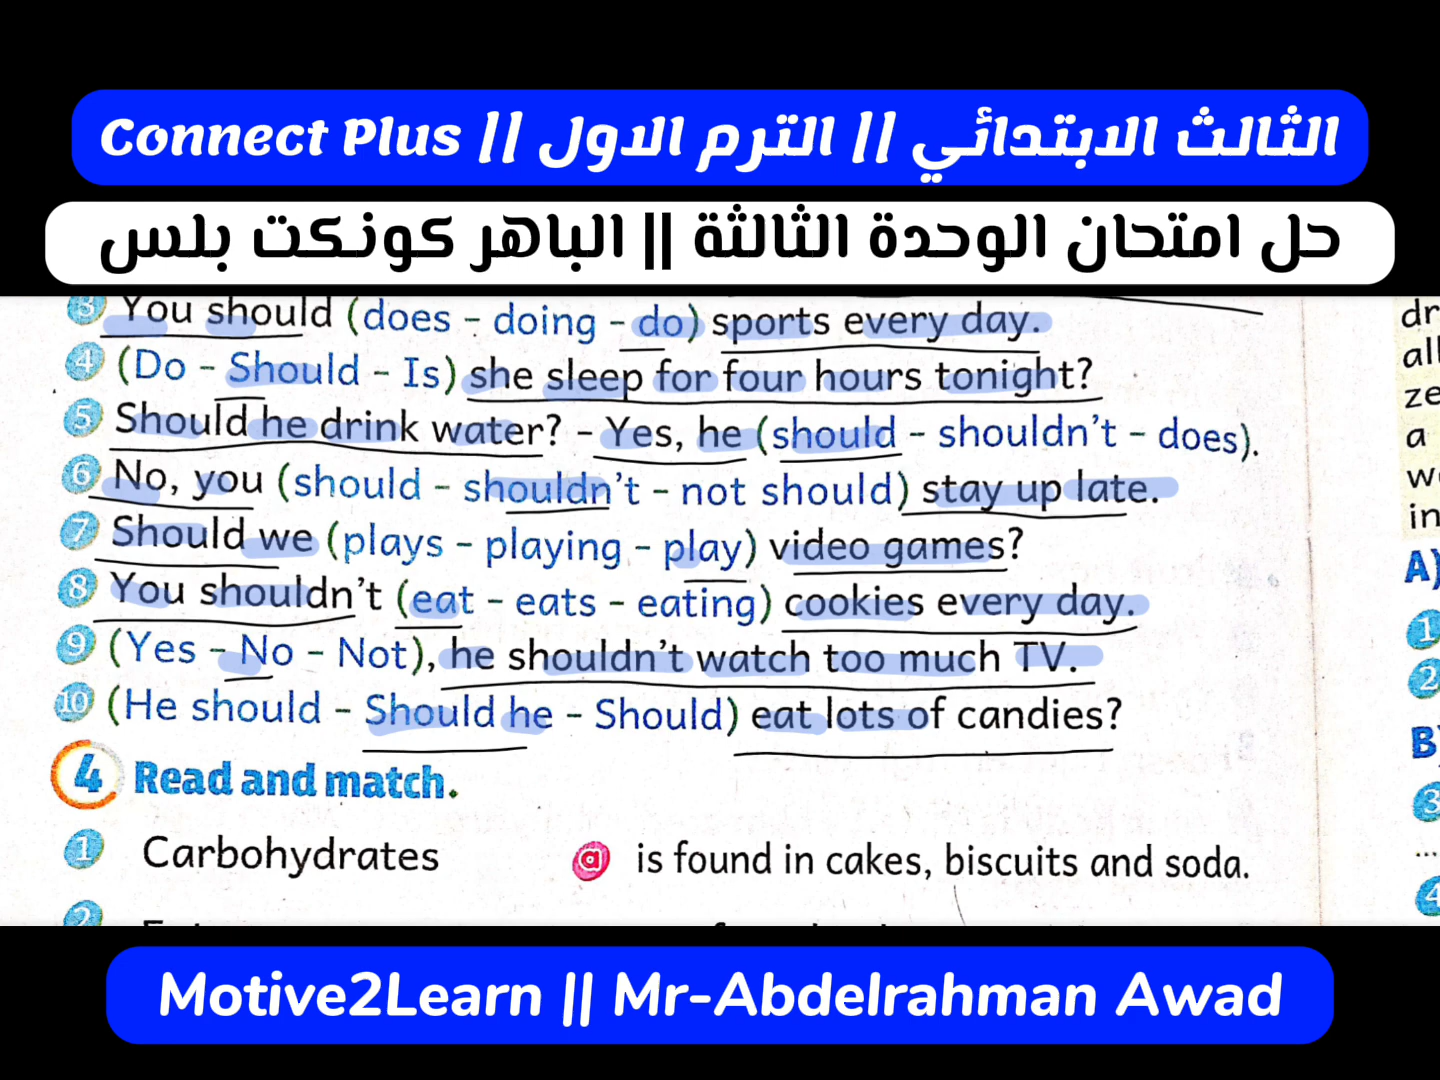 الثالث الابتدائي || الترم الاول || Connect Plus
حل امتحان الوحدة الثالثة || الباهر كونكت بلس
3 You should (does - doing - do) sports every day.
4 (Do - Should - Is) she sleep for four hours tonight?
5 Should he drink water? - Yes, he (should - shouldn't - does).
6 No, you (should - shouldn't - not should) stay up late.
7 Should we (plays - playing - play) video games?
8 You shouldn't (eat - eats - eating) cookies every day.
9 (Yes - No - Not), he shouldn't watch too much TV.
10 (He should - Should he - Should) eat lots of candies?
4 Read and match.
1 Carbohydrates
a is found in cakes, biscuits and soda.
2
a
in
A)
1
2
B)
3
...
4
Motive2Learn || Mr-Abdelrahman Awad